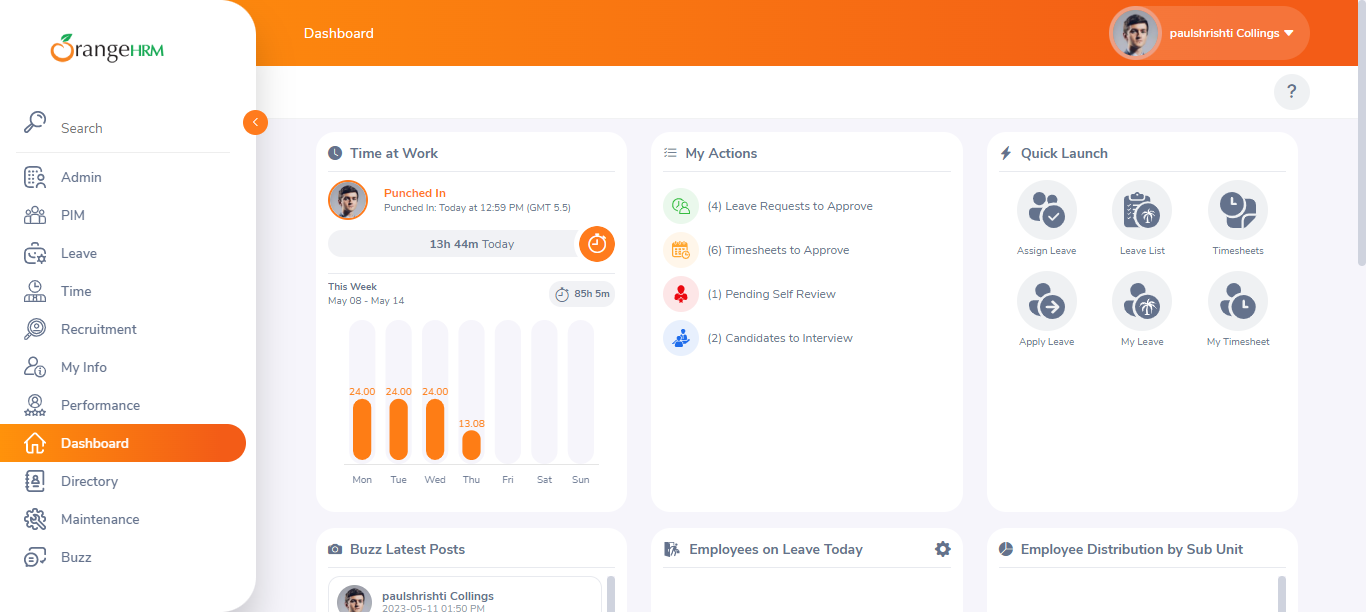 OrangeHRM
Dashboard
paulshrishti Collings
?
Search
Admin
PIM
Leave
Time
Recruitment
My Info
Performance
Dashboard
Directory
Maintenance
Buzz
Time at Work
Punched In
Punched In: Today at 12:59 PM (GMT 5.5)
13h 44m Today
This Week
May 08 - May 14
85h 5m
24.00 24.00 24.00
13.08
Mon Tue Wed Thu Fri Sat Sun
My Actions
(4) Leave Requests to Approve
(6) Timesheets to Approve
(1) Pending Self Review
(2) Candidates to Interview
Quick Launch
Assign Leave Leave List Timesheets
Apply Leave My Leave My Timesheet
Buzz Latest Posts
paulshrishti Collings
2023-05-11 01:50 PM
Employees on Leave Today
Employee Distribution by Sub Unit